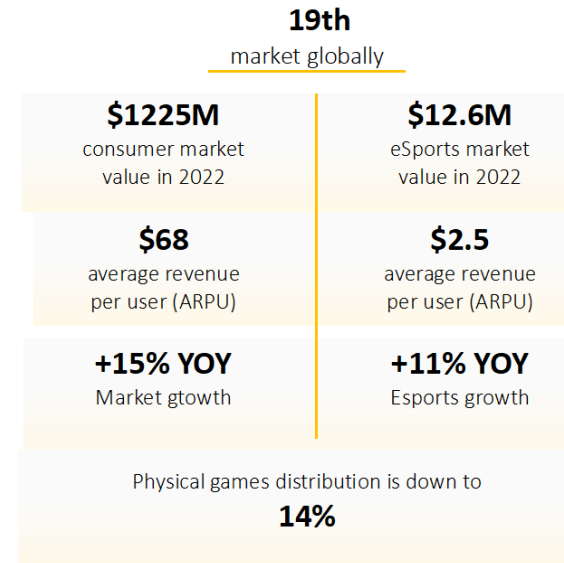 19th
market globally
$1225M
consumer market
value in 2022
$12.6M
eSports market
value in 2022
$68
average revenue
per user (ARPU)
$2.5
average revenue
per user (ARPU)
+15% YOY
Market gtowth
+11% YOY
Esports growth
Physical games distribution is down to
14%